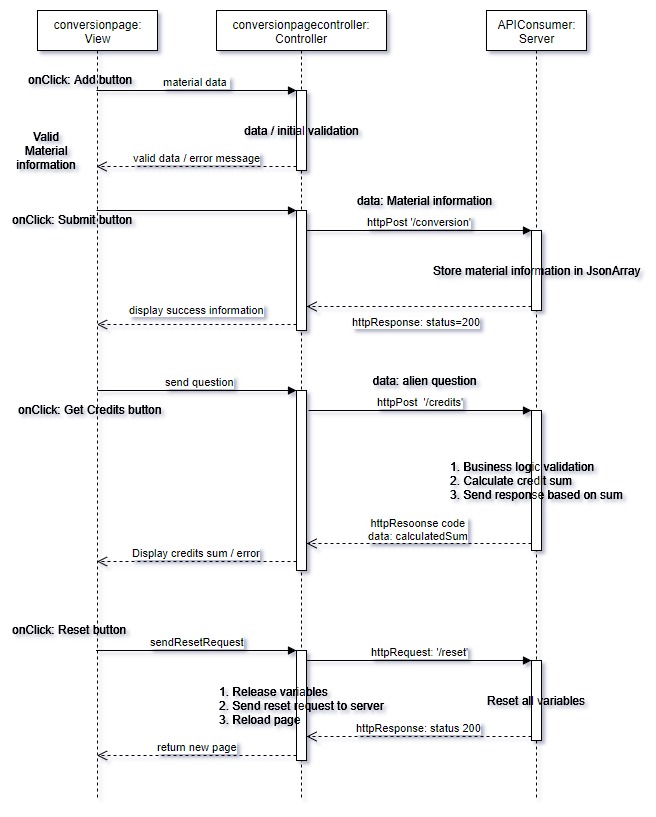 conversionpage:
View
conversionpagecontroller:
Controller
APIConsumer:
Server
onClick: Add button
material data
data / initial validation
Valid
Material
information
valid data / error message
data: Material information
onClick: Submit button
httpPost '/conversion'
Store material information in JsonArray
display success information
httpResponse: status=200
send question
data: alien question
onClick: Get Credits button
httpPost '/credits'
1. Business logic validation
2. Calculate credit sum
3. Send response based on sum
httpResoonse code
data: calculatedSum
Display credits sum / error
onClick: Reset button
sendResetRequest
httpRequest: '/reset'
1. Release variables
2. Send reset request to server
3. Reload page
Reset all variables
httpResponse: status 200
return new page